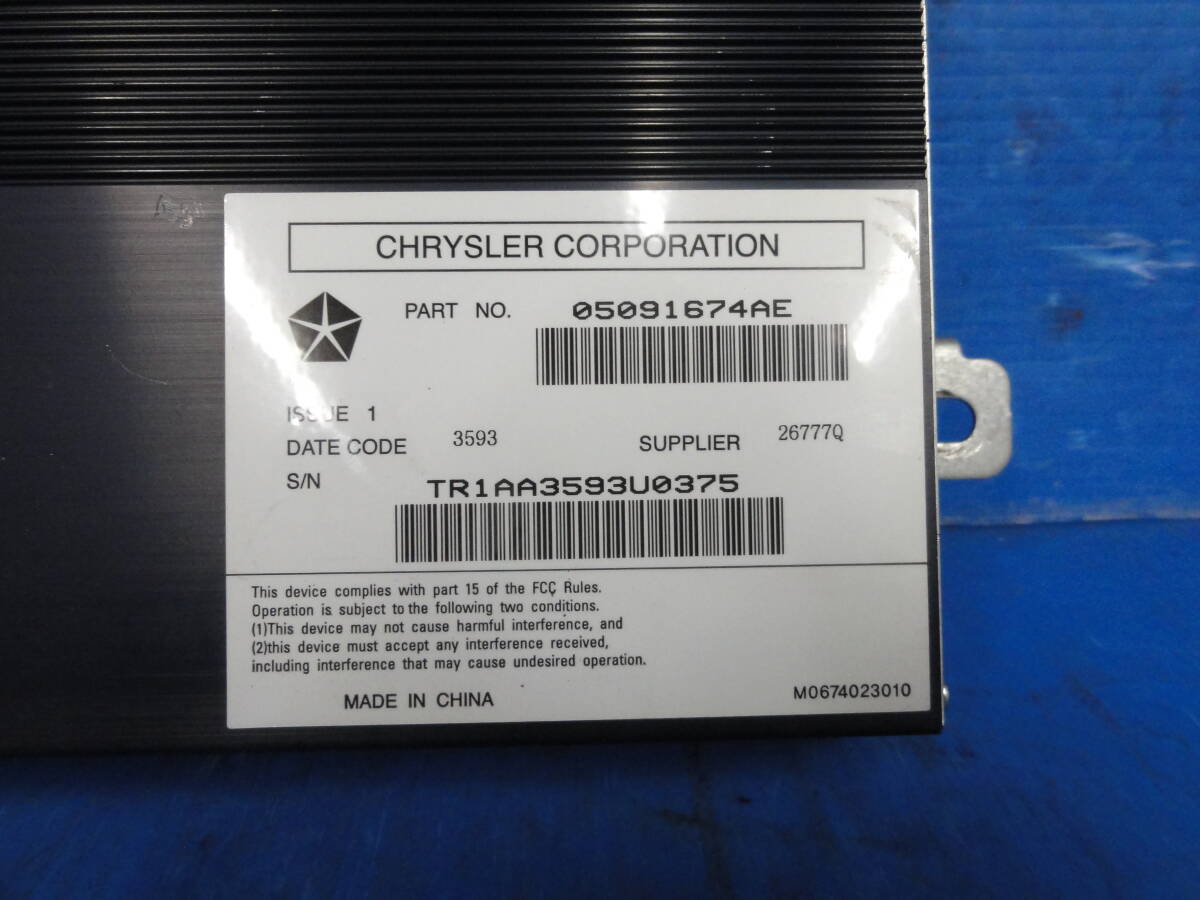 CHRYSLER CORPORATION
PART NO. 05091674AE
ISSUE 1
DATE CODE 3593 SUPPLIER 26777Q
S/N TR1AA3593U0375
This device complies with part 15 of the FCC Rules.
Operation is subject to the following two conditions.
(1)This device may not cause harmful interference, and
(2)this device must accept any interference received,
including interference that may cause undesired operation.
MADE IN CHINA M0674023010